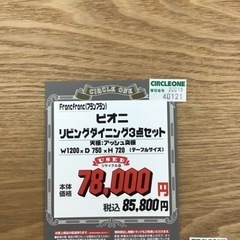 CIRCLE ONE
CIRCLEONE
40121
Francfranc(フランフラン)
ピオニ
リビングダイニング3点セット
天板:アッシュ突板
W1200×D 750×H 720 (テーブルサイズ)
USED
リサイクル品
本体
価格
78,000円
税込 85,800円